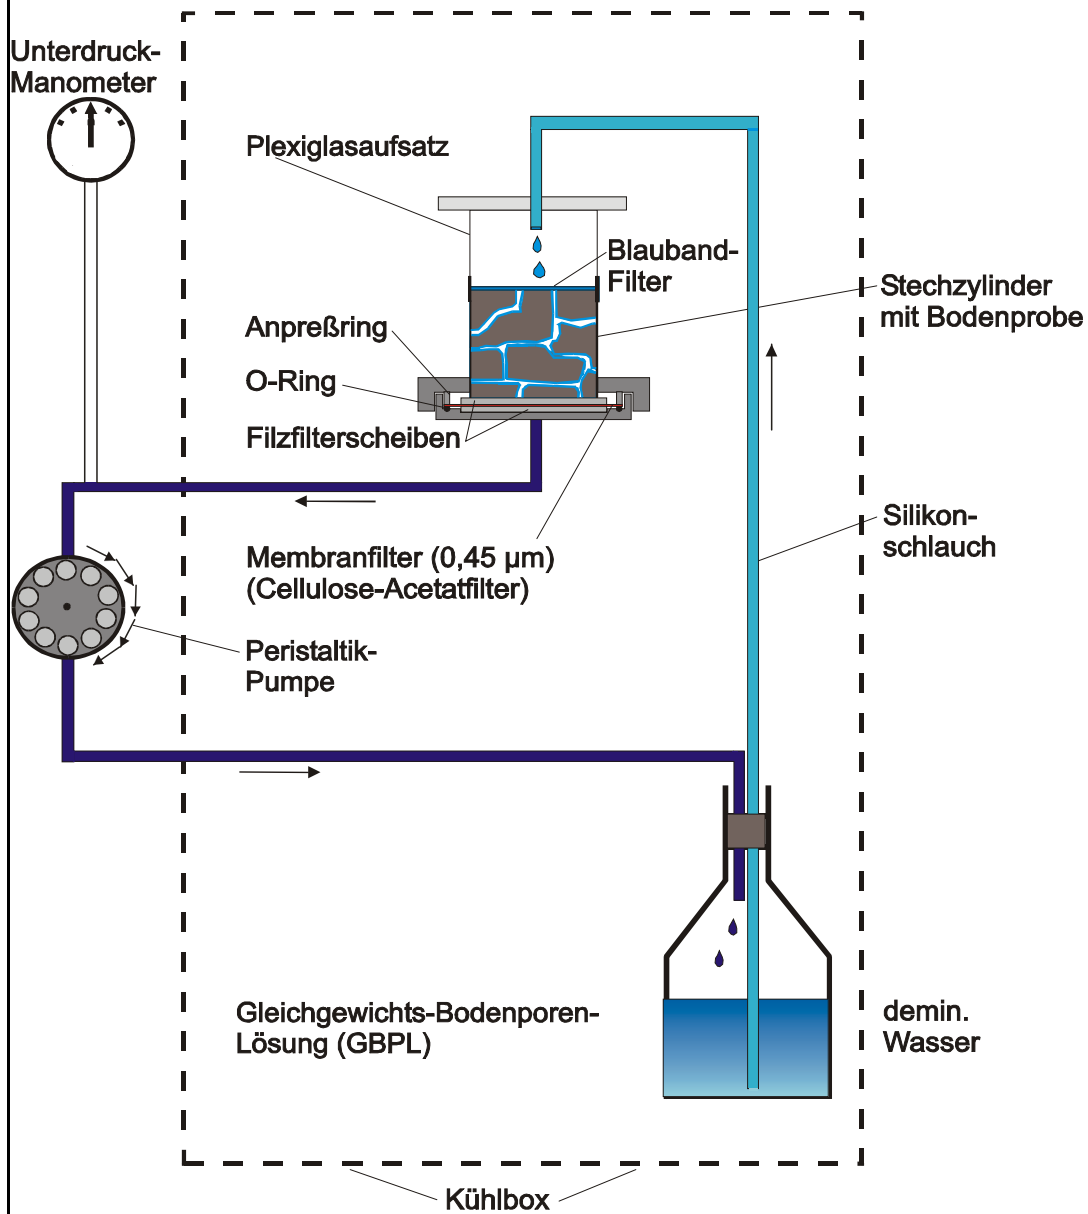 Unterdruck-
Manometer
Plexiglasaufsatz
Blauband-
Filter
Stechzylinder
mit Bodenprobe
Anpreßring
O-Ring
Filzfilterscheiben
Silikon-
schlauch
Membranfilter (0,45 µm)
(Cellulose-Acetatfilter)
Peristaltik-
Pumpe
Gleichgewichts-Bodenporen-
Lösung (GBPL)
demin.
Wasser
Kühlbox